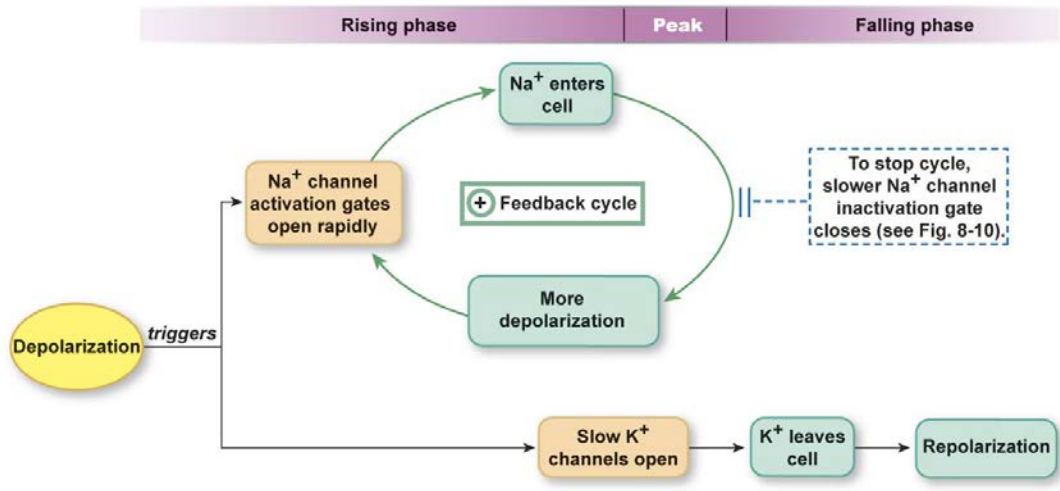 Rising phase
Peak
Falling phase
Na+ enters
cell
Na+ channel
activation gates
open rapidly
+ Feedback cycle
To stop cycle,
slower Na+ channel
inactivation gate
closes (see Fig. 8-10).
More
depolarization
Depolarization
triggers
Slow K+
channels open
K+ leaves
cell
Repolarization